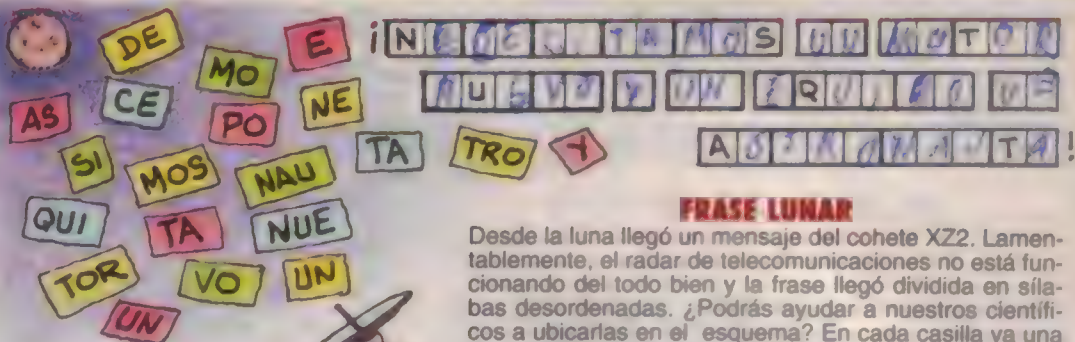 DE
E
MO
AS
CE
NE
PO
SI
MOS
NAU
TA
TRO
Y
QUI
TA
NUE
TOR
VO
UN
UN
¡NECESITAMOS UN MOTOR
NUEVO Y UN EQUIPO DE
ASTRONAUTA!
FRASE LUNAR
Desde la luna llegó un mensaje del cohete XZ2. Lamen-
tablemente, el radar de telecomunicaciones no está fun-
cionando del todo bien y la frase llegó dividida en síla-
bas desordenadas. ¿Podrás ayudar a nuestros científi-
cos a ubicarlas en el esquema? En cada casilla va una